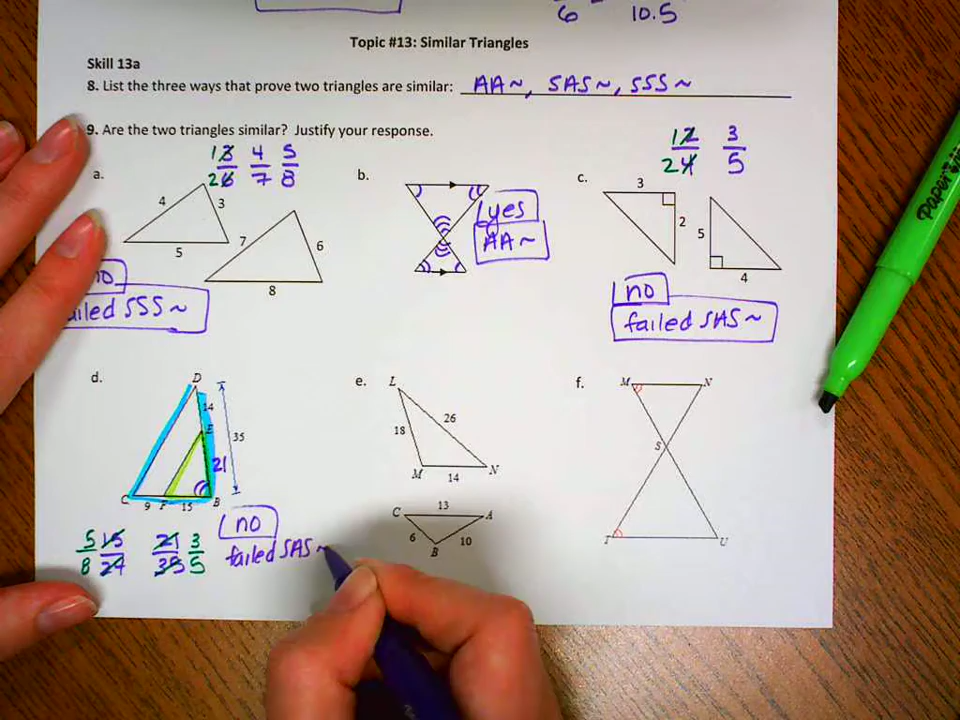 6 10.5
Topic #13: Similar Triangles
Skill 13a
8. List the three ways that prove two triangles are similar: AA~, SAS~, SSS~
9. Are the two triangles similar? Justify your response.
a.
13 4 5
26 7 8
4
3
5
7
6
8
no
failed SSS ~
b.
yes
AA ~
c.
12 3
24 5
3
2
5
4
no
failed SAS ~
d.
D
14
E
35
21
C 9 F 15 B
5 15 21 3
8 24 35 5
no
failed SAS ~
e.
L
26
18
M 14 N
13
C A
6 10
B
f.
M N
S
T U
Paper